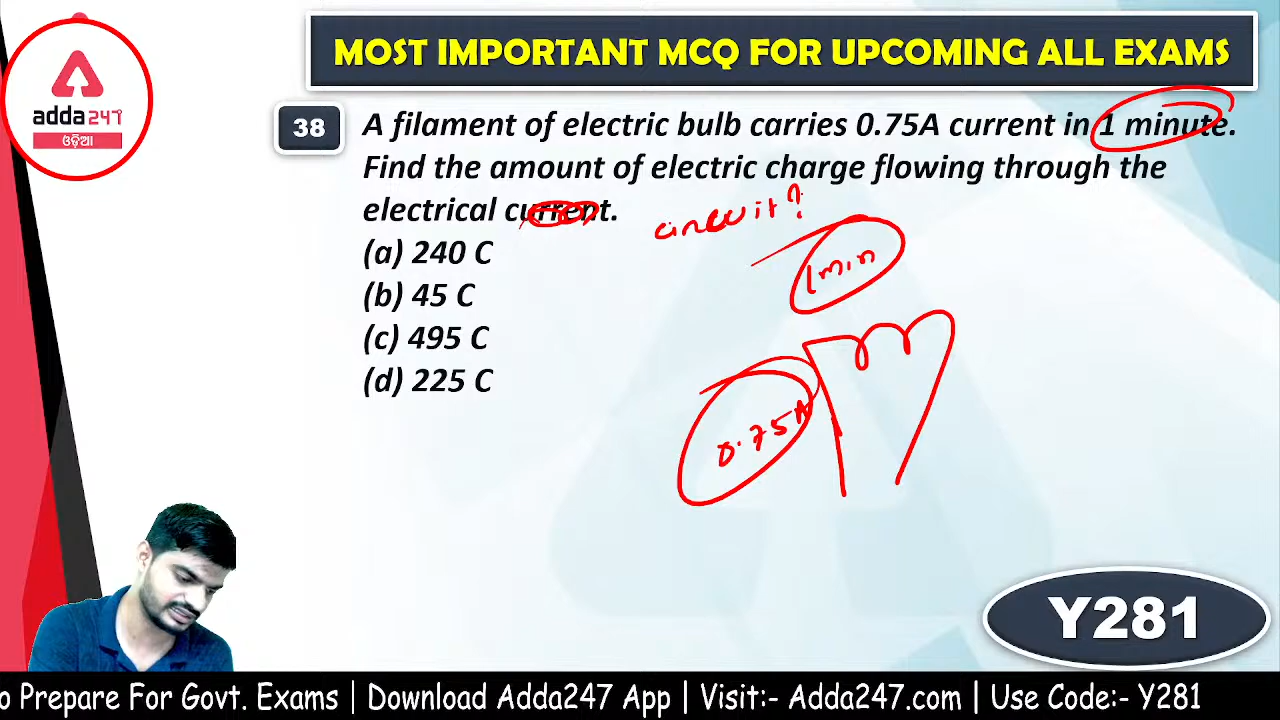 MOST IMPORTANT MCQ FOR UPCOMING ALL EXAMS
adda247
ଓଡ଼ିଆ
38
A filament of electric bulb carries 0.75A current in 1 minute.
Find the amount of electric charge flowing through the
electrical current.
circuit?
(a) 240 C
1min
(b) 45 C
(c) 495 C
(d) 225 C
0.75A
Y281
o Prepare For Govt. Exams | Download Adda247 App | Visit:- Adda247.com | Use Code:- Y281